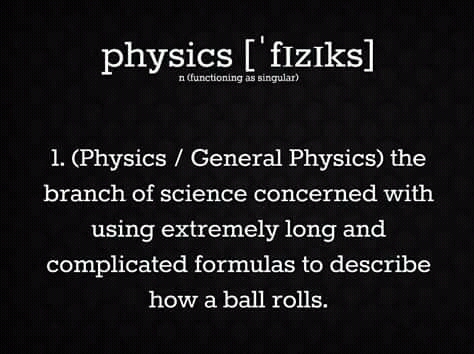 physics [ˈfɪzɪks]
n (functioning as singular)
1. (Physics / General Physics) the
branch of science concerned with
using extremely long and
complicated formulas to describe
how a ball rolls.